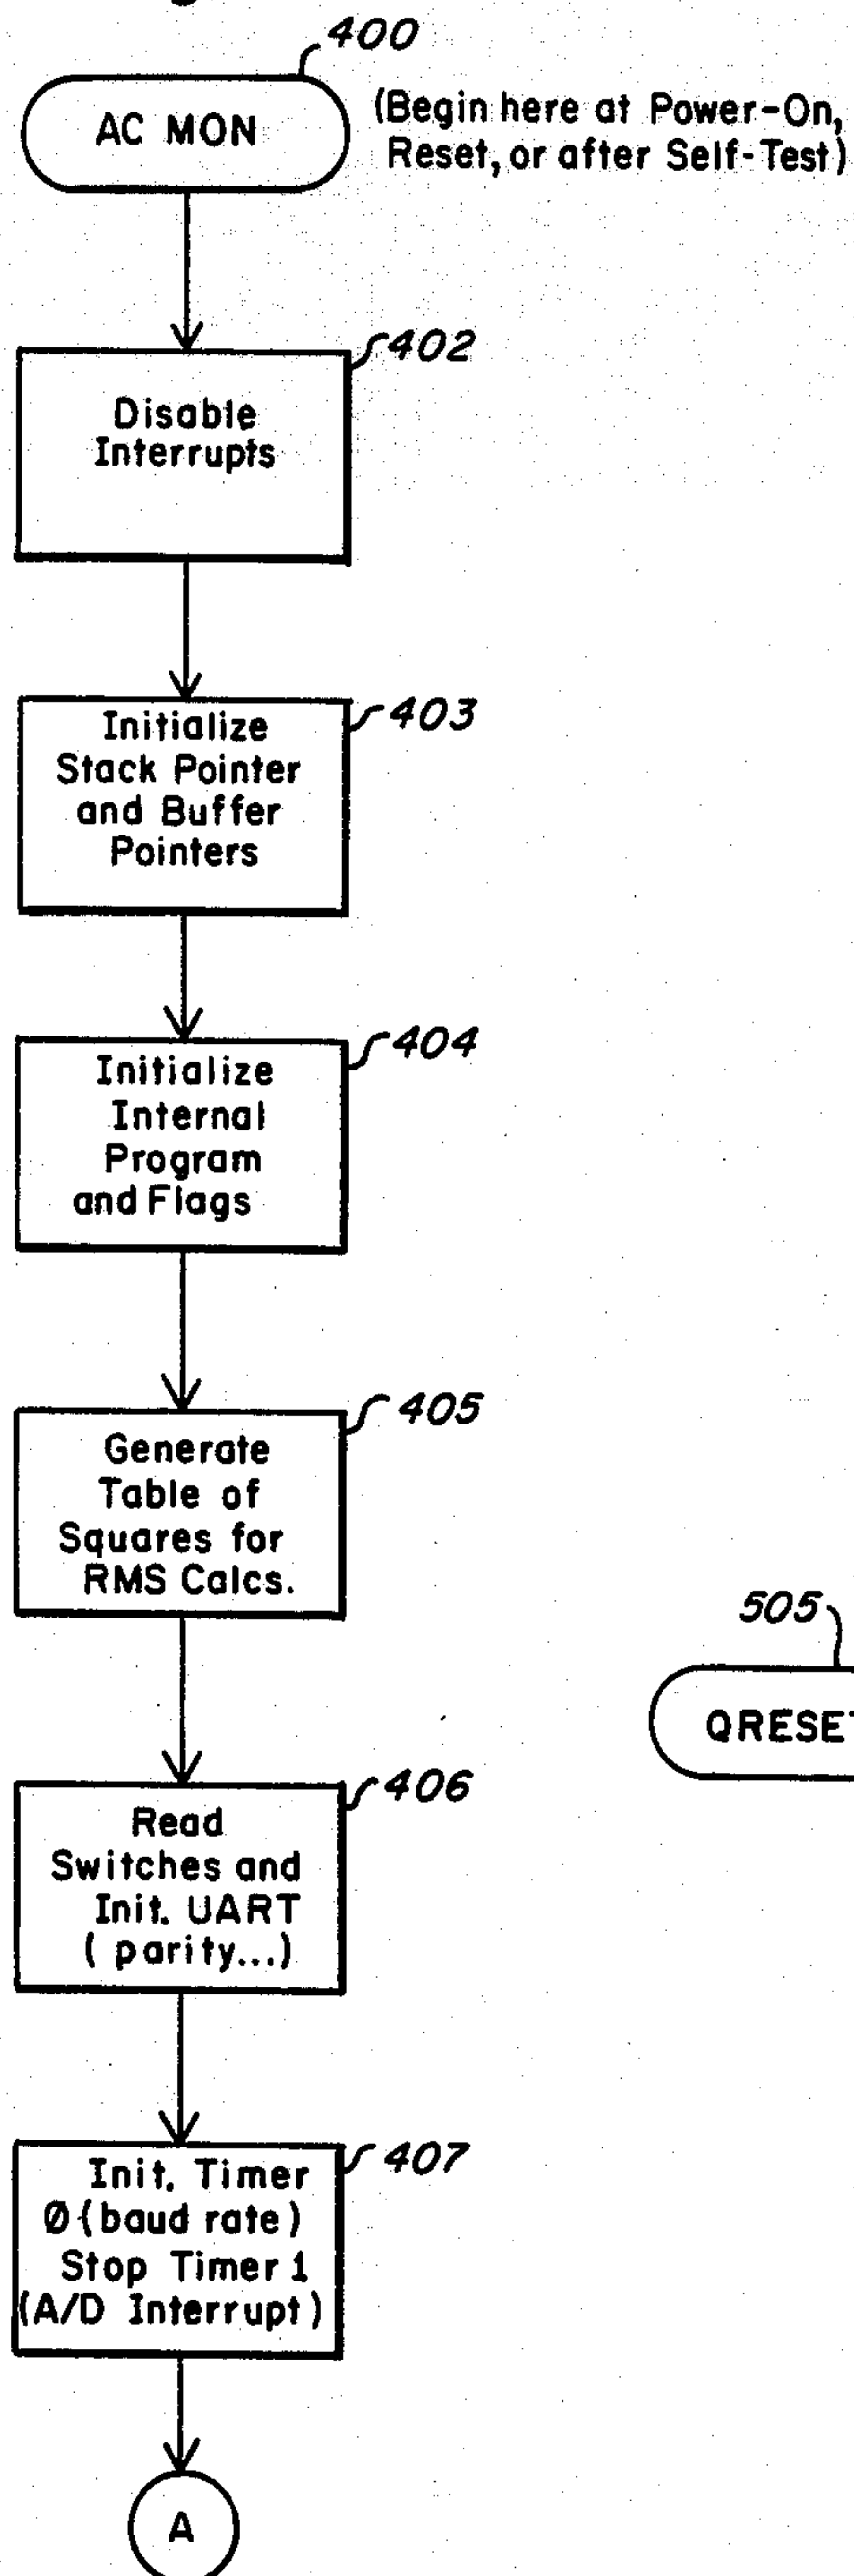 400
AC MON
(Begin here at Power-On,
Reset, or after Self-Test)
402
Disable
Interrupts
403
Initialize
Stack Pointer
and Buffer
Pointers
404
Initialize
Internal
Program
and Flags
405
Generate
Table of
Squares for
RMS Calcs.
505
QRESET
406
Read
Switches and
Init. UART
( parity...)
407
Init. Timer
Ø (baud rate)
Stop Timer 1
(A/D Interrupt)
A